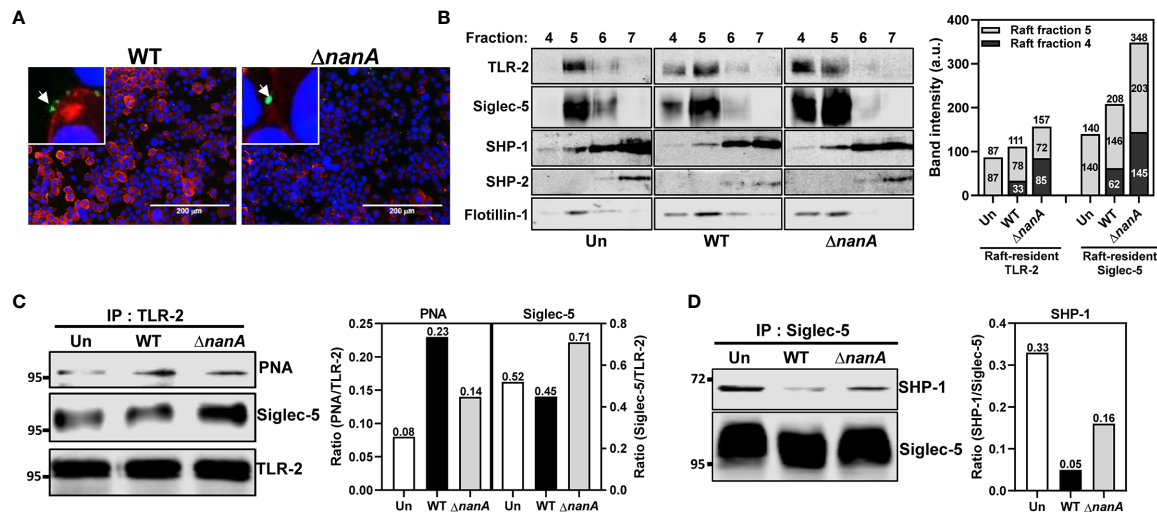 A
WT
ΔnanA
200 µm
200 µm
B
Fraction: 4 5 6 7 4 5 6 7 4 5 6 7
TLR-2
Siglec-5
SHP-1
SHP-2
Flotillin-1
Un WT ΔnanA
Band intensity (a.u.)
400
300
200
100
0
Raft fraction 5
Raft fraction 4
87
87
111
78
33
157
72
85
140
140
208
146
62
348
203
145
Un WT ΔnanA Un WT ΔnanA
Raft-resident TLR-2
Raft-resident Siglec-5
C
IP : TLR-2
Un WT ΔnanA
95 PNA
95 Siglec-5
95 TLR-2
PNA Siglec-5
Ratio (PNA/TLR-2)
0.25
0.20
0.15
0.10
0.05
0.00
0.08
0.23
0.14
0.52
0.45
0.71
0.8
0.6
0.4
0.2
0.0
Ratio (Siglec-5/TLR-2)
Un WT ΔnanA Un WT ΔnanA
D
IP : Siglec-5
Un WT ΔnanA
72 SHP-1
95 Siglec-5
SHP-1
Ratio (SHP-1/Siglec-5)
0.4
0.3
0.2
0.1
0.0
0.33
0.05
0.16
Un WT ΔnanA